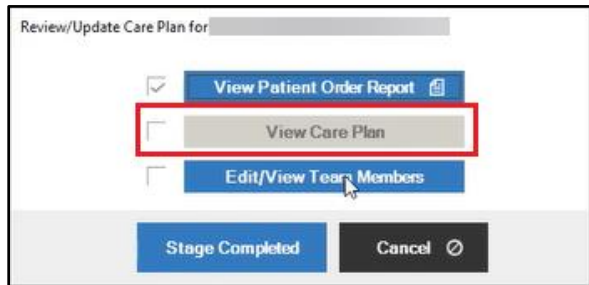 Review/Update Care Plan for
View Patient Order Report
View Care Plan
Edit/View Team Members
Stage Completed
Cancel